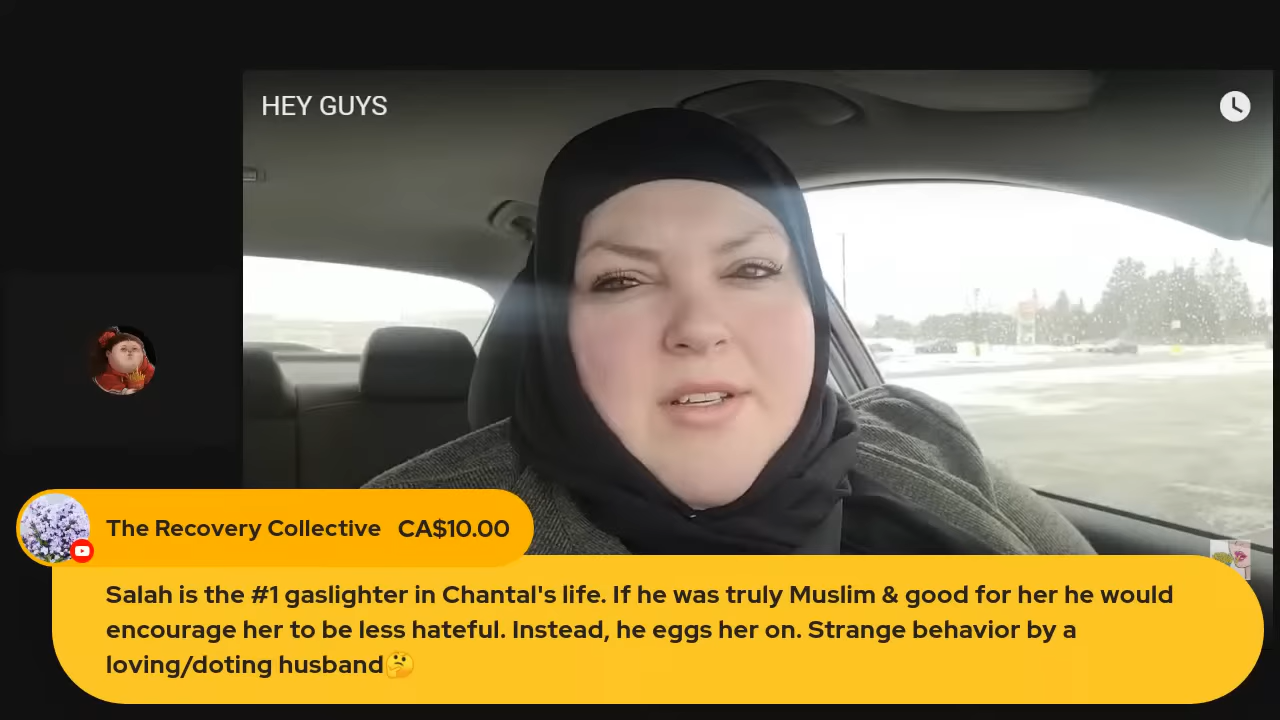 HEY GUYS
The Recovery Collective CA$10.00
Salah is the #1 gaslighter in Chantal's life. If he was truly Muslim & good for her he would
encourage her to be less hateful. Instead, he eggs her on. Strange behavior by a
loving/doting husband🤔